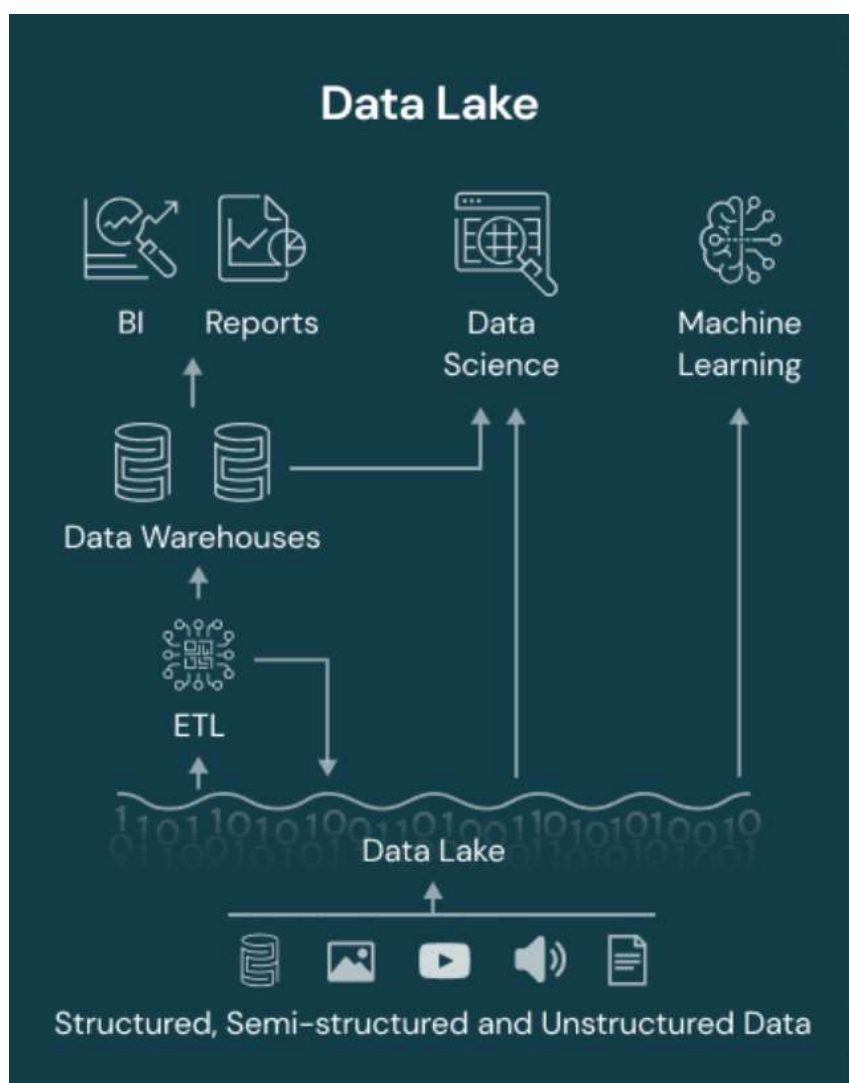 Data Lake
BI
Reports
Data
Science
Machine
Learning
Data Warehouses
ETL
Data Lake
Structured, Semi-structured and Unstructured Data